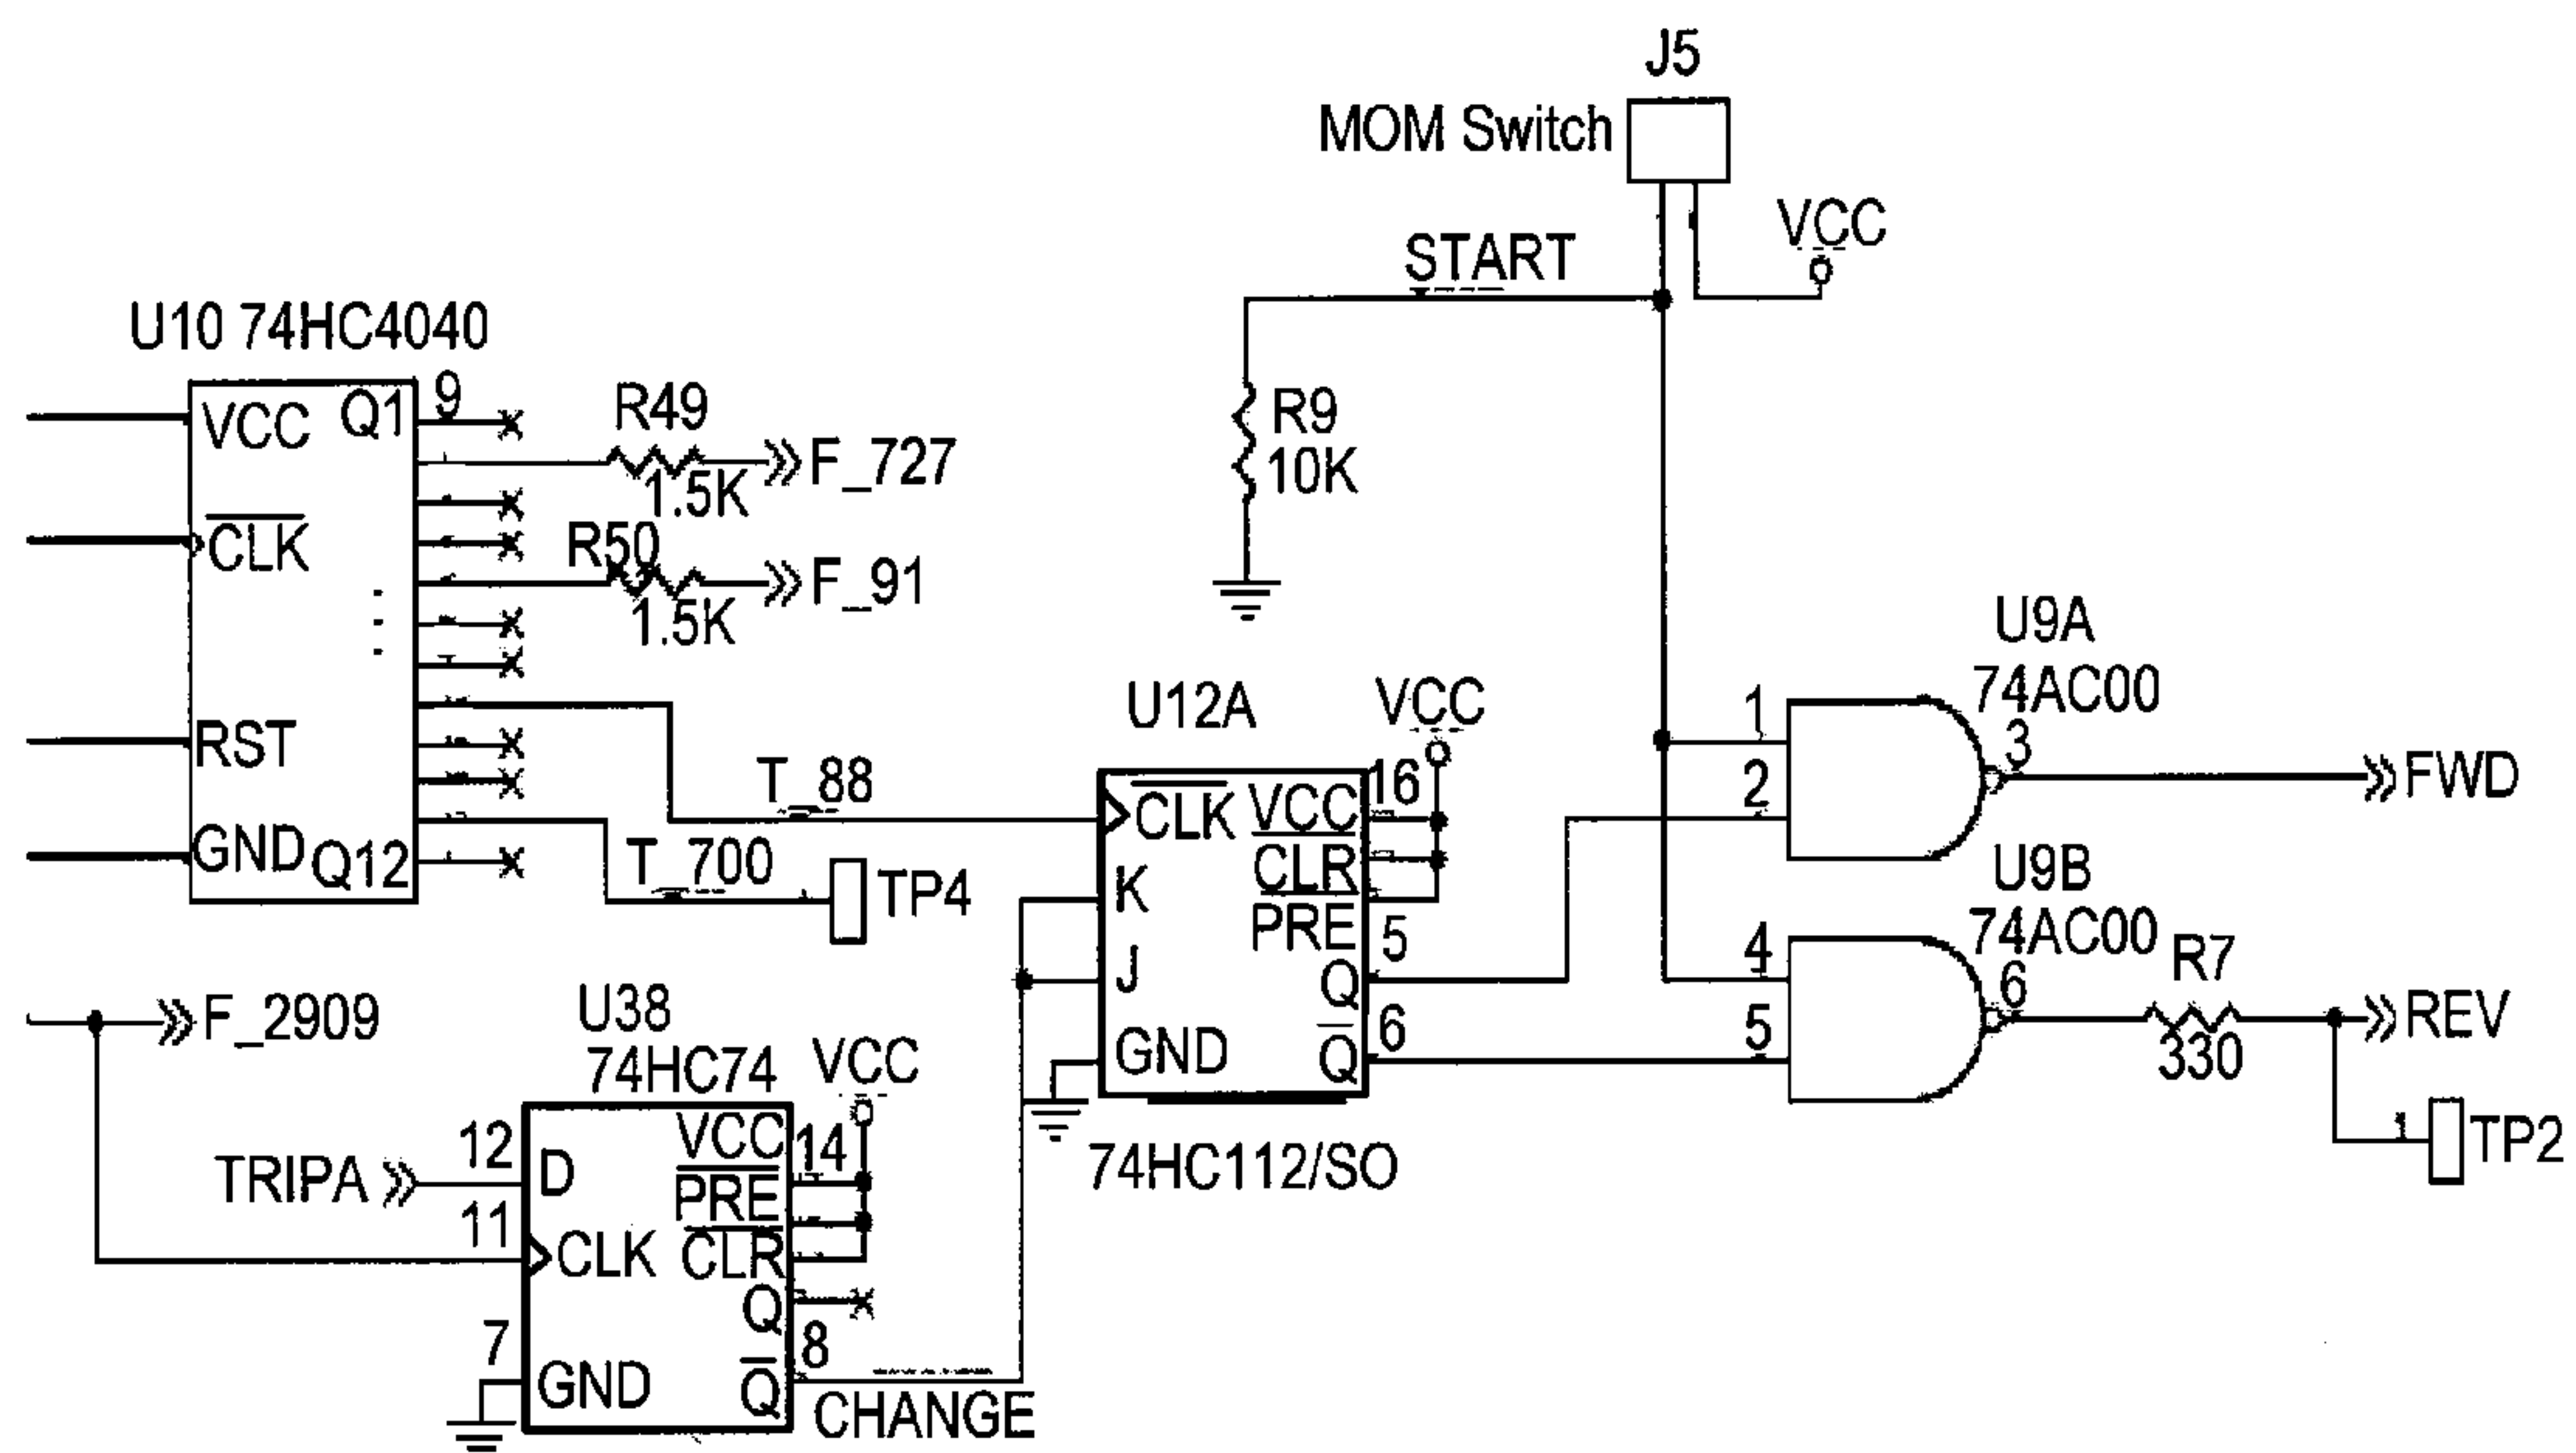 J5
MOM Switch
VCC
START
U10 74HC4040
VCC Q1 9
R49
F_727
1.5K
R9
10K
CLK
R50
F_91
1.5K
U9A
74AC00
U12A
VCC
1
3
RST
T_88
16
2
FWD
CLK VCC
GND Q12
T_700
TP4
K
CLR
PRE
5
U9B
74AC00
4
R7
6
J
Q
F_2909
U38
74HC74
VCC
GND
Q
6
5
330
REV
TP2
1
74HC112/SO
TRIPA
12
D
VCC
14
PRE
11
CLK
CLR
Q
7
8
GND
Q
CHANGE